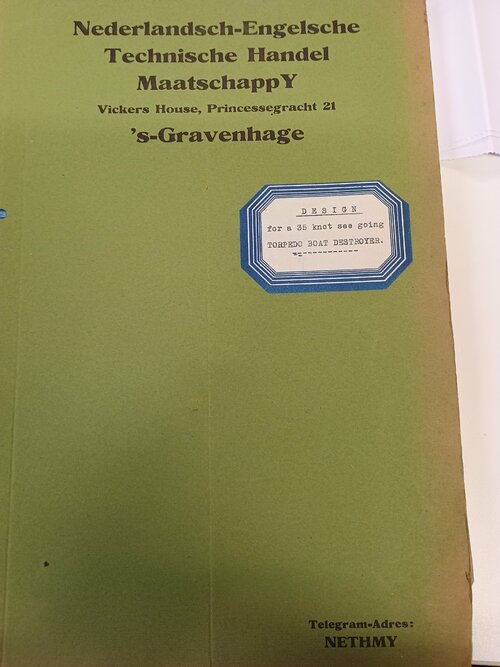 Nederlandsch-Engelsche
Technische Handel
MaatschappY
Vickers House, Princessegracht 21
's-Gravenhage
DESIGN
for a 35 knot see going
TORPEDO BOAT DESTROYER.
Telegram-Adres:
NETHMY